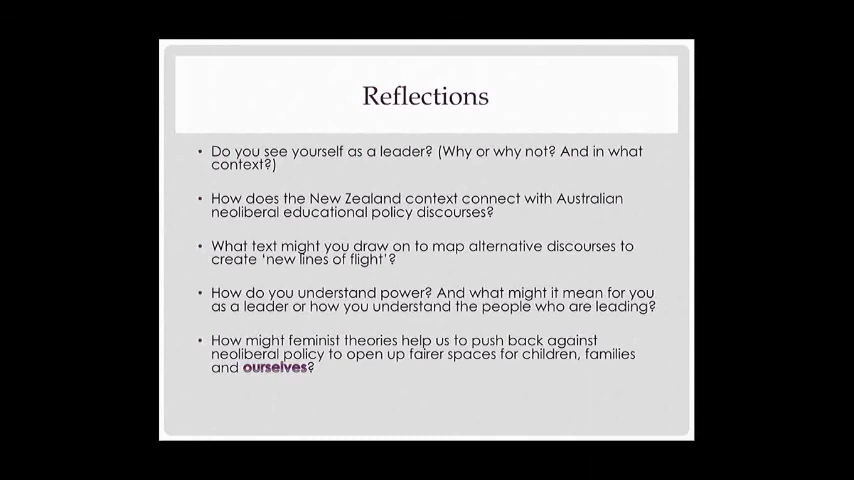 Reflections
• Do you see yourself as a leader? (Why or why not? And in what
context?)
• How does the New Zealand context connect with Australian
neoliberal educational policy discourses?
• What text might you draw on to map alternative discourses to
create ‘new lines of flight’?
• How do you understand power? And what might it mean for you
as a leader or how you understand the people who are leading?
• How might feminist theories help us to push back against
neoliberal policy to open up fairer spaces for children, families
and ourselves?